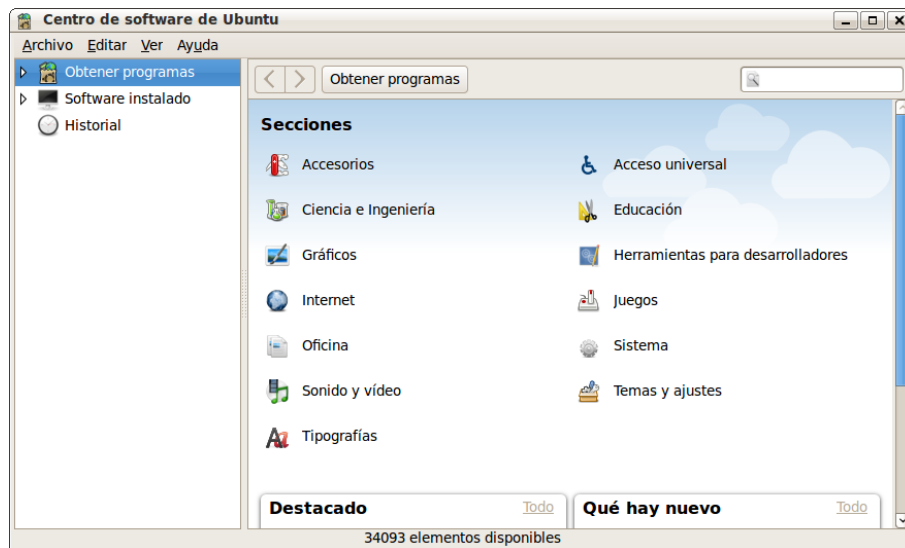 Centro de software de Ubuntu
Archivo Editar Ver Ayuda
Obtener programas
Software instalado
Historial
Obtener programas
Secciones
Accesorios
Acceso universal
Ciencia e Ingeniería
Educación
Gráficos
Herramientas para desarrolladores
Internet
Juegos
Oficina
Sistema
Sonido y vídeo
Temas y ajustes
Tipografías
Destacado Todo
Qué hay nuevo Todo
34093 elementos disponibles